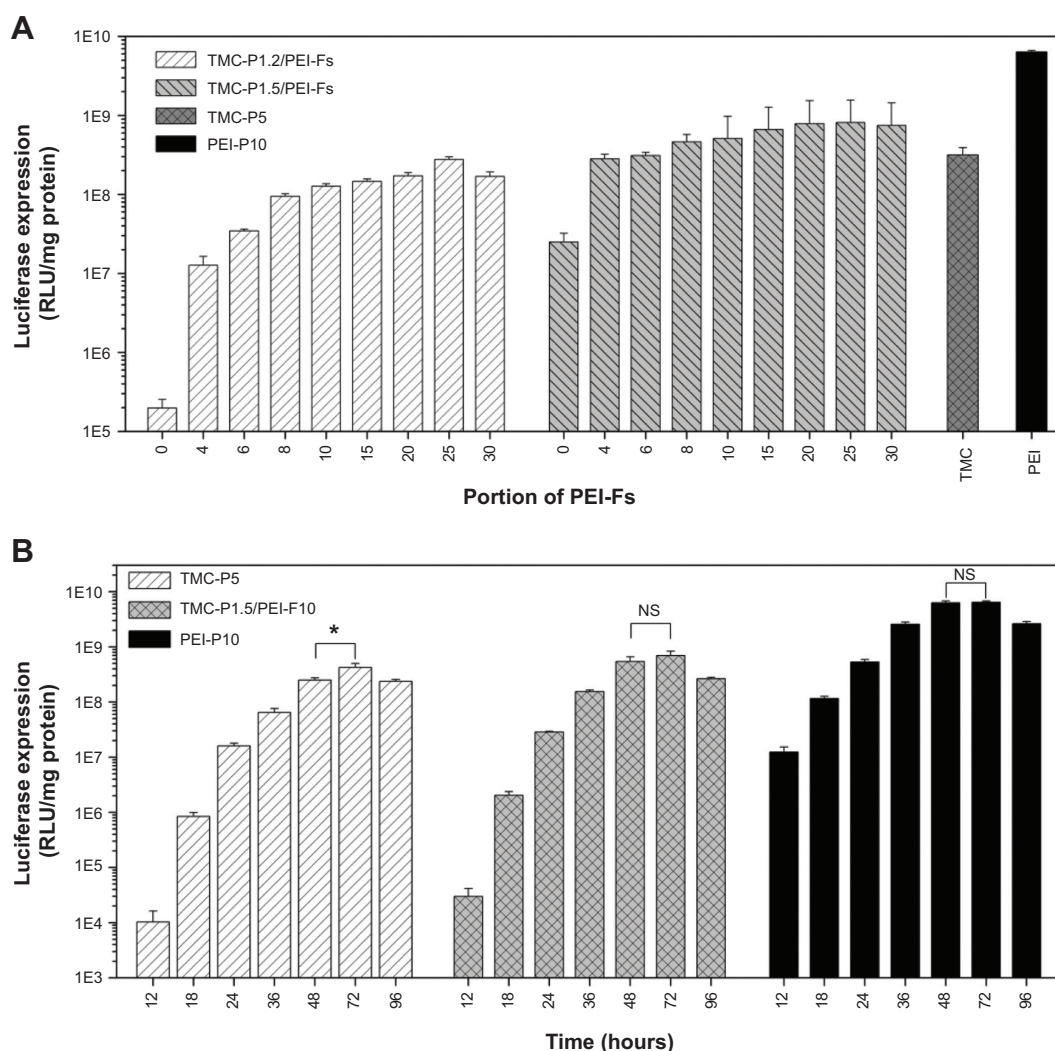 A
Luciferase expression
(RLU/mg protein)
1E10
1E9
1E8
1E7
1E6
1E5
TMC-P1.2/PEI-Fs
TMC-P1.5/PEI-Fs
TMC-P5
PEI-P10
0 4 6 8 10 15 20 25 30 0 4 6 8 10 15 20 25 30 TMC PEI
Portion of PEI-Fs
B
Luciferase expression
(RLU/mg protein)
1E10
1E9
1E8
1E7
1E6
1E5
1E4
1E3
TMC-P5
TMC-P1.5/PEI-F10
PEI-P10
*
NS
NS
12 18 24 36 48 72 96 12 18 24 36 48 72 96 12 18 24 36 48 72 96
Time (hours)